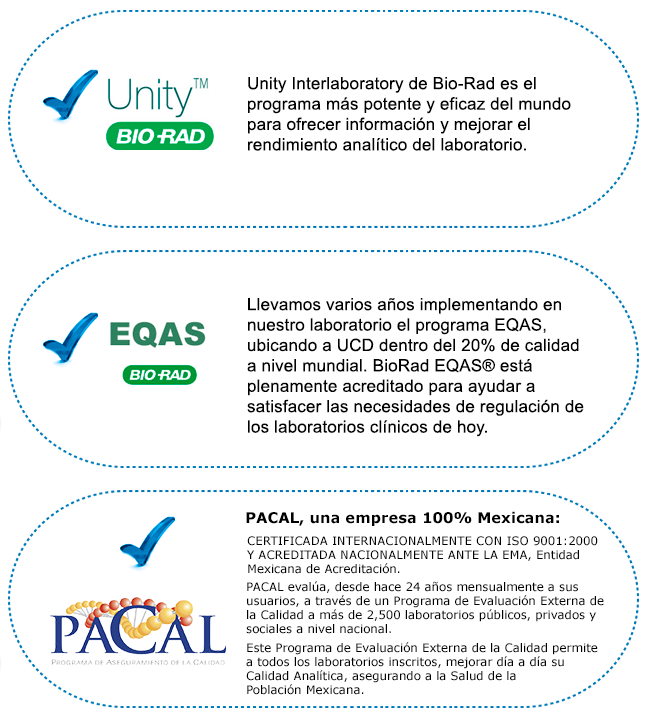 Unity™
BIO-RAD
Unity Interlaboratory de Bio-Rad es el
programa más potente y eficaz del mundo
para ofrecer información y mejorar el
rendimiento analítico del laboratorio.
EQAS
BIO-RAD
Llevamos varios años implementando en
nuestro laboratorio el programa EQAS,
ubicando a UCD dentro del 20% de calidad
a nivel mundial. BioRad EQAS® está
plenamente acreditado para ayudar a
satisfacer las necesidades de regulación de
los laboratorios clínicos de hoy.
PACAL
PROGRAMA DE ASEGURAMIENTO DE LA CALIDAD
PACAL, una empresa 100% Mexicana:
CERTIFICADA INTERNACIONALMENTE CON ISO 9001:2000
Y ACREDITADA NACIONALMENTE ANTE LA EMA, Entidad
Mexicana de Acreditación.
PACAL evalúa, desde hace 24 años mensualmente a sus
usuarios, a través de un Programa de Evaluación Externa de
la Calidad a más de 2,500 laboratorios públicos, privados y
sociales a nivel nacional.
Este Programa de Evaluación Externa de la Calidad permite
a todos los laboratorios inscritos, mejorar día a día su
Calidad Analítica, asegurando a la Salud de la
Población Mexicana.